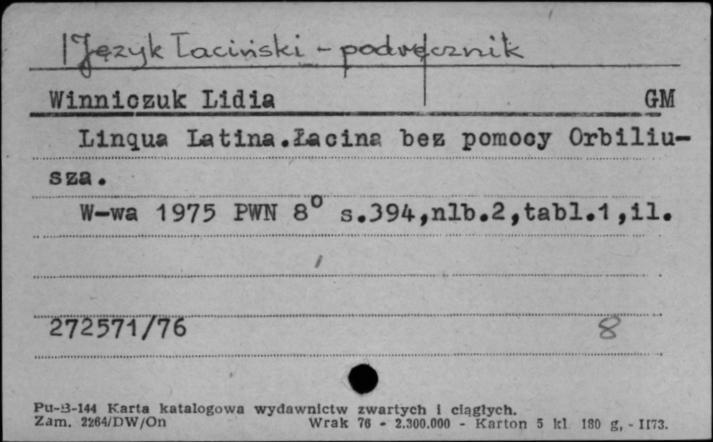 Język Łaciński - podręcznik
Winniczuk Lidia GM
Linqua Latina.Łacina bez pomocy Orbiliu-
sza.
W-wa 1975 PWN 8° s.394,nlb.2,tabl.1,il.
272571/76 8
Pu-B-144 Karta katalogowa wydawnictw zwartych i ciągłych.
Zam. 2264/DW/On Wrak 76 - 2.300.000 - Karton 5 kl 180 g, - II73.